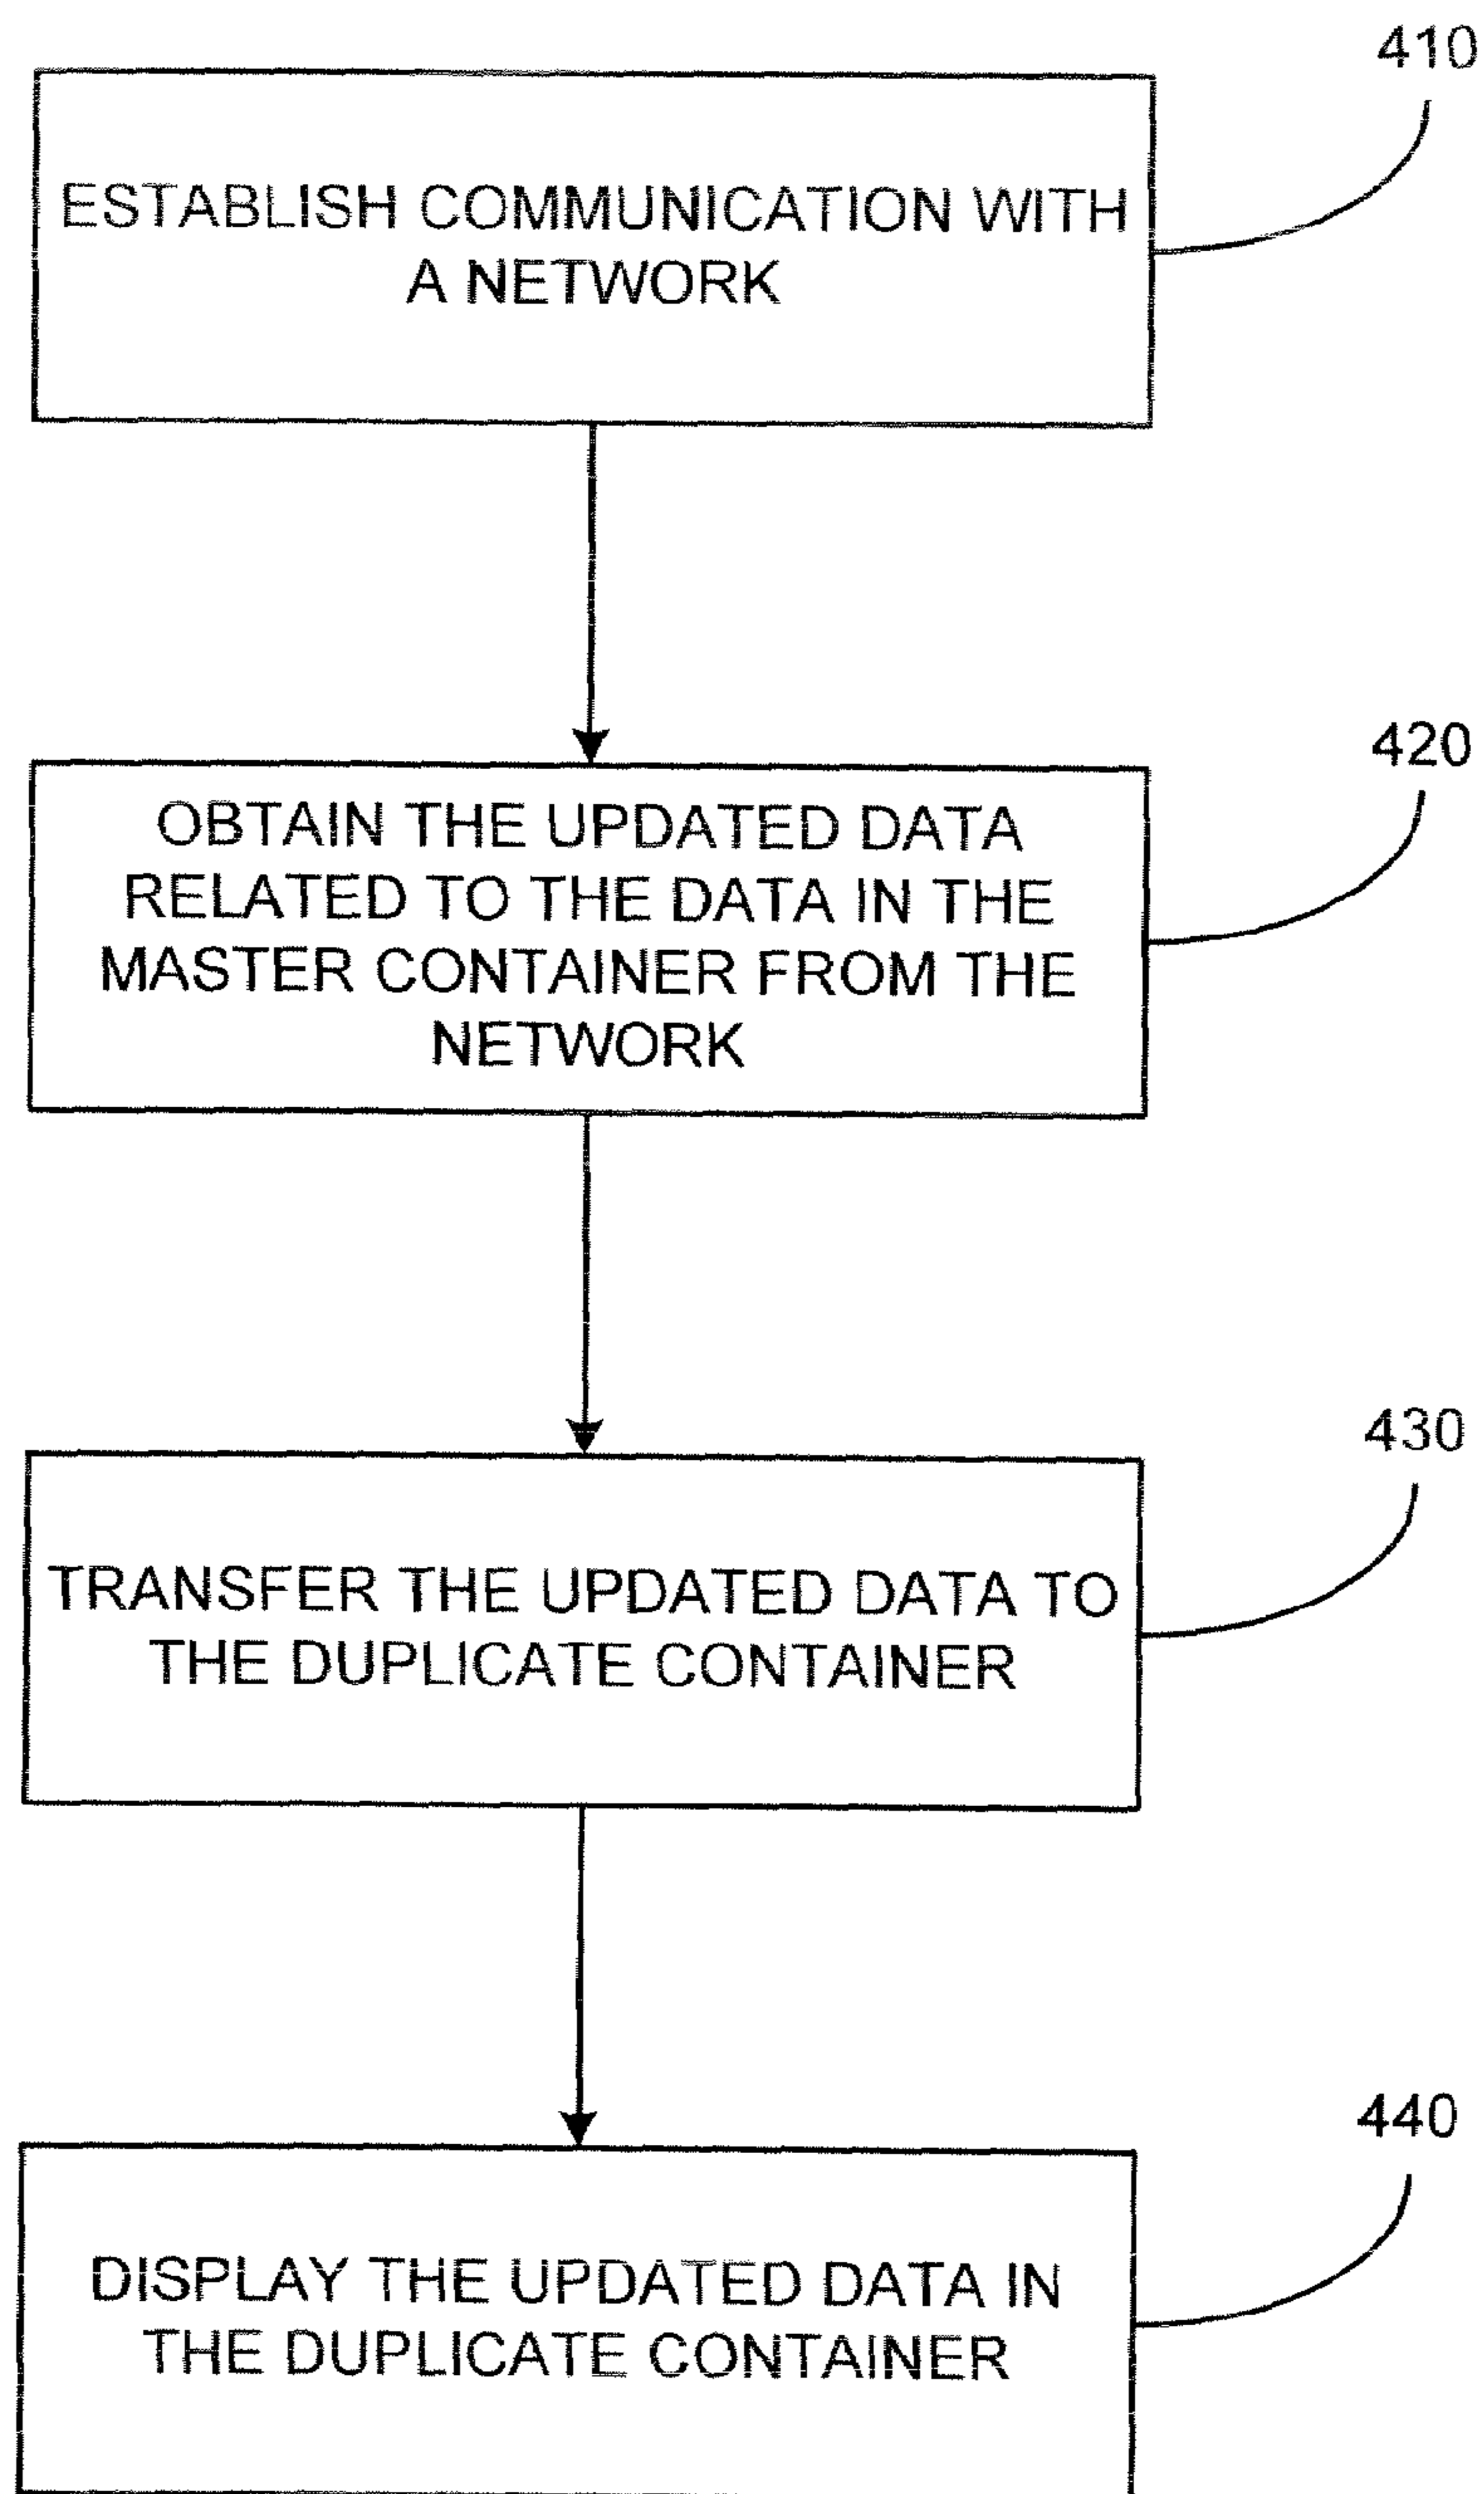 410
ESTABLISH COMMUNICATION WITH
A NETWORK
420
OBTAIN THE UPDATED DATA
RELATED TO THE DATA IN THE
MASTER CONTAINER FROM THE
NETWORK
430
TRANSFER THE UPDATED DATA TO
THE DUPLICATE CONTAINER
440
DISPLAY THE UPDATED DATA IN
THE DUPLICATE CONTAINER